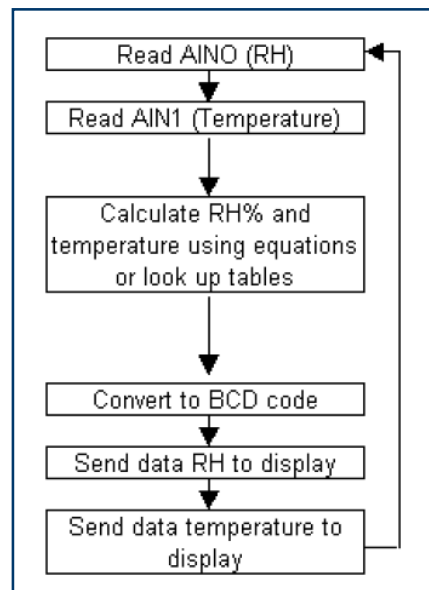 Read AINO (RH)
Read AIN1 (Temperature)
Calculate RH% and
temperature using equations
or look up tables
Convert to BCD code
Send data RH to display
Send data temperature to
display